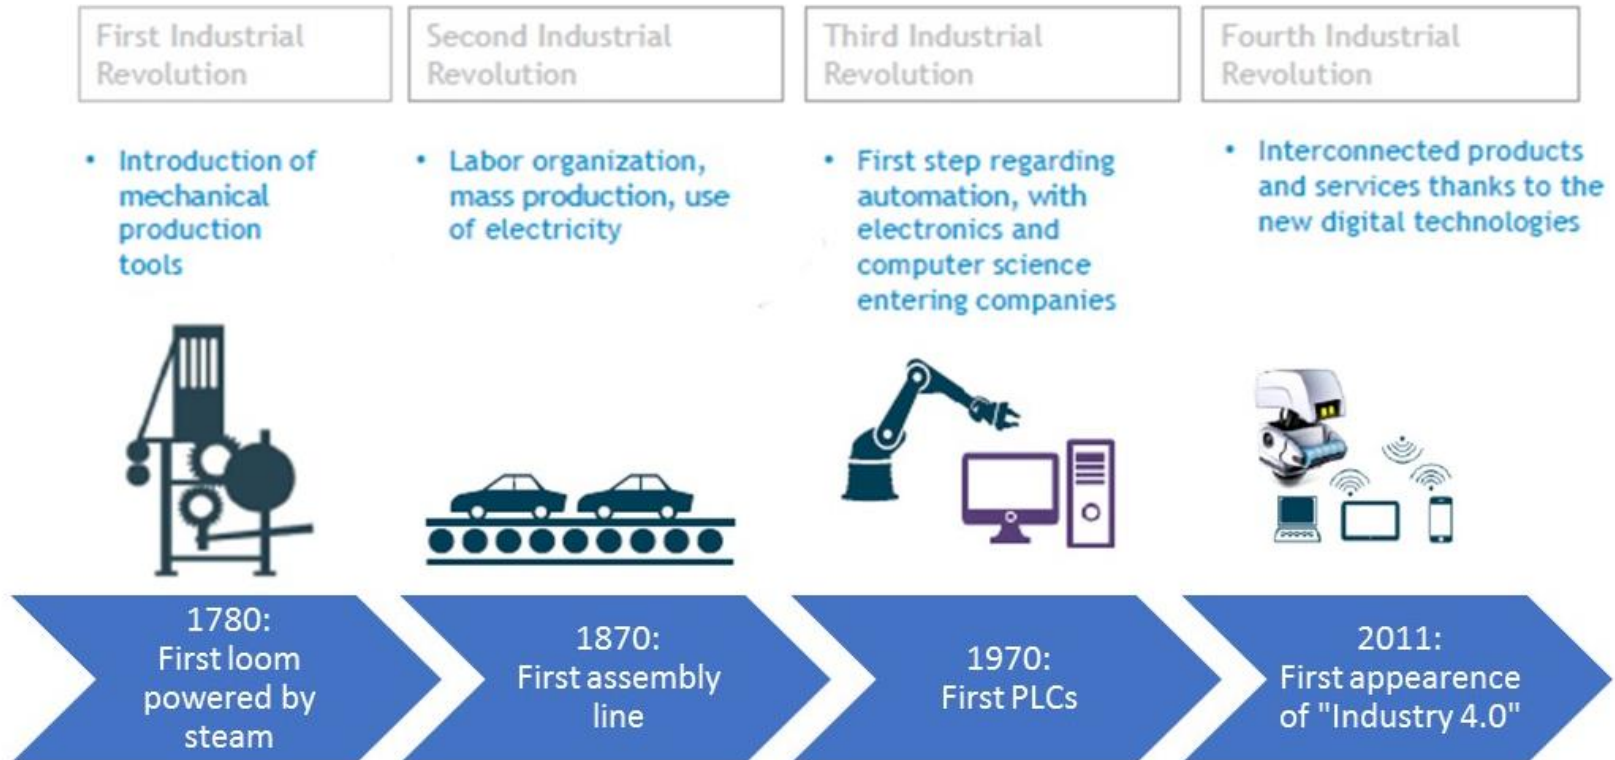 First Industrial
Revolution
Second Industrial
Revolution
Third Industrial
Revolution
Fourth Industrial
Revolution
• Introduction of
mechanical
production
tools
• Labor organization,
mass production, use
of electricity
• First step regarding
automation, with
electronics and
computer science
entering companies
• Interconnected products
and services thanks to the
new digital technologies
1780:
First loom
powered by
steam
1870:
First assembly
line
1970:
First PLCs
2011:
First appearence
of "Industry 4.0"